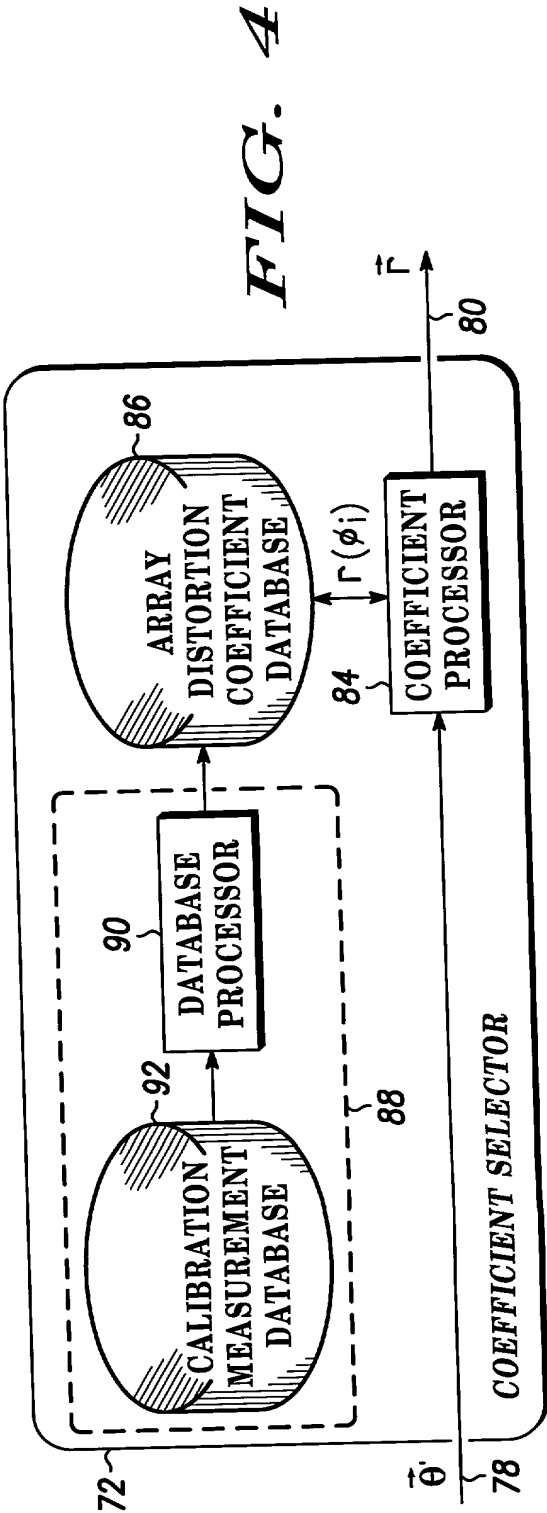 FIG. 4
72
CALIBRATION
MEASUREMENT
DATABASE
92
90
DATABASE
PROCESSOR
88
ARRAY
DISTORTION
COEFFICIENT
DATABASE
86
Γ(ϕi)
84
COEFFICIENT
PROCESSOR
Γ⃗
80
θ⃗'
78
COEFFICIENT SELECTOR